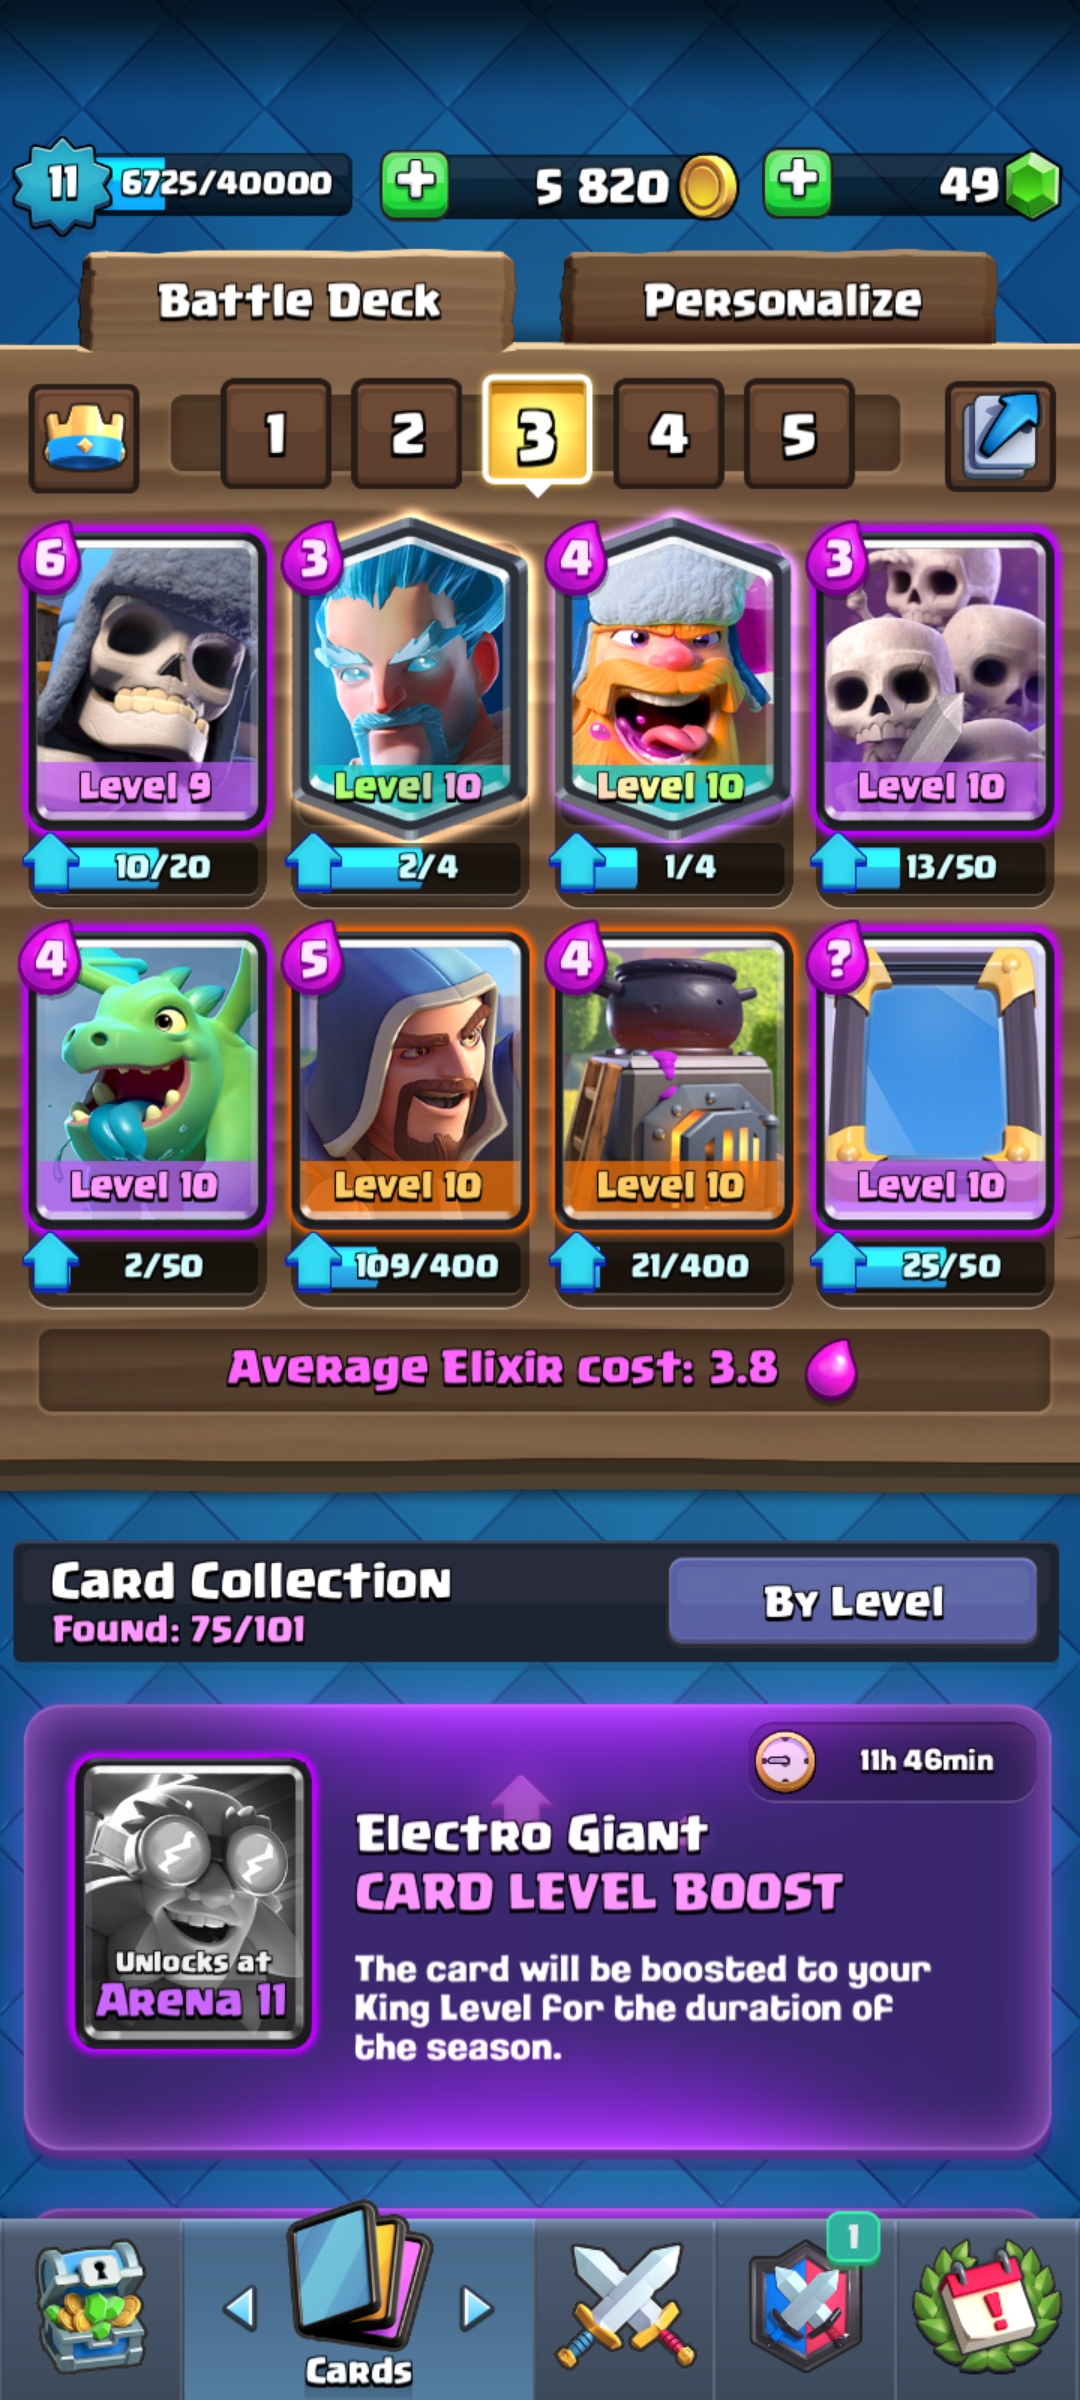 11 6725/40000 5 820 49
Battle Deck Personalize
1 2 3 4 5
6 3 4 3
Level 9 Level 10 Level 10 Level 10
10/20 2/4 1/4 13/50
4 5 4 ?
Level 10 Level 10 Level 10 Level 10
2/50 109/400 21/400 25/50
Average Elixir cost: 3.8
Card Collection
Found: 75/101
By Level
11h 46min
Unlocks at
Arena 11
Electro Giant
CARD LEVEL BOOST
The card will be boosted to your
King Level for the duration of
the season.
1
!
Cards